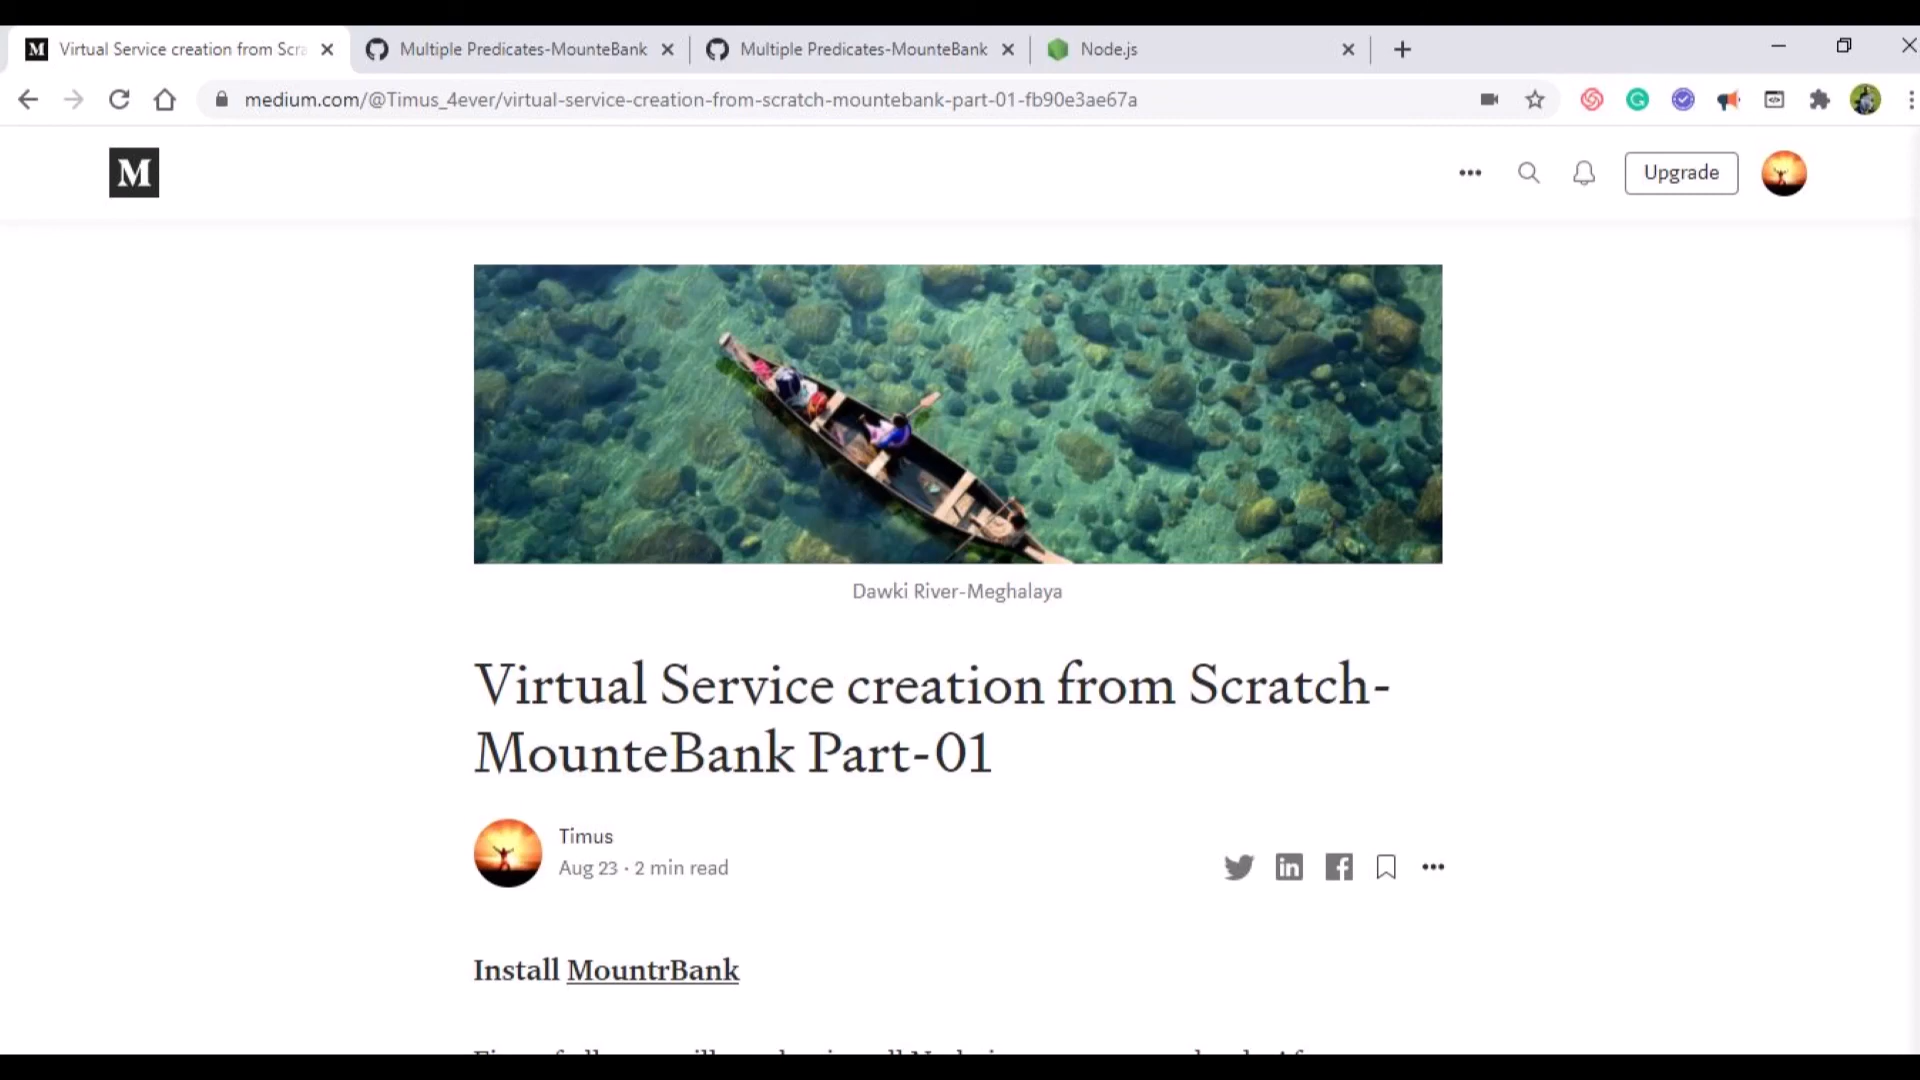 M Virtual Service creation from Scra
Multiple Predicates-MounteBank
Multiple Predicates-MounteBank
Node.js
medium.com/@Timus_4ever/virtual-service-creation-from-scratch-mountebank-part-01-fb90e3ae67a
M
Upgrade
Dawki River-Meghalaya
Virtual Service creation from Scratch-
MounteBank Part-01
Timus
Aug 23 · 2 min read
Install MountrBank